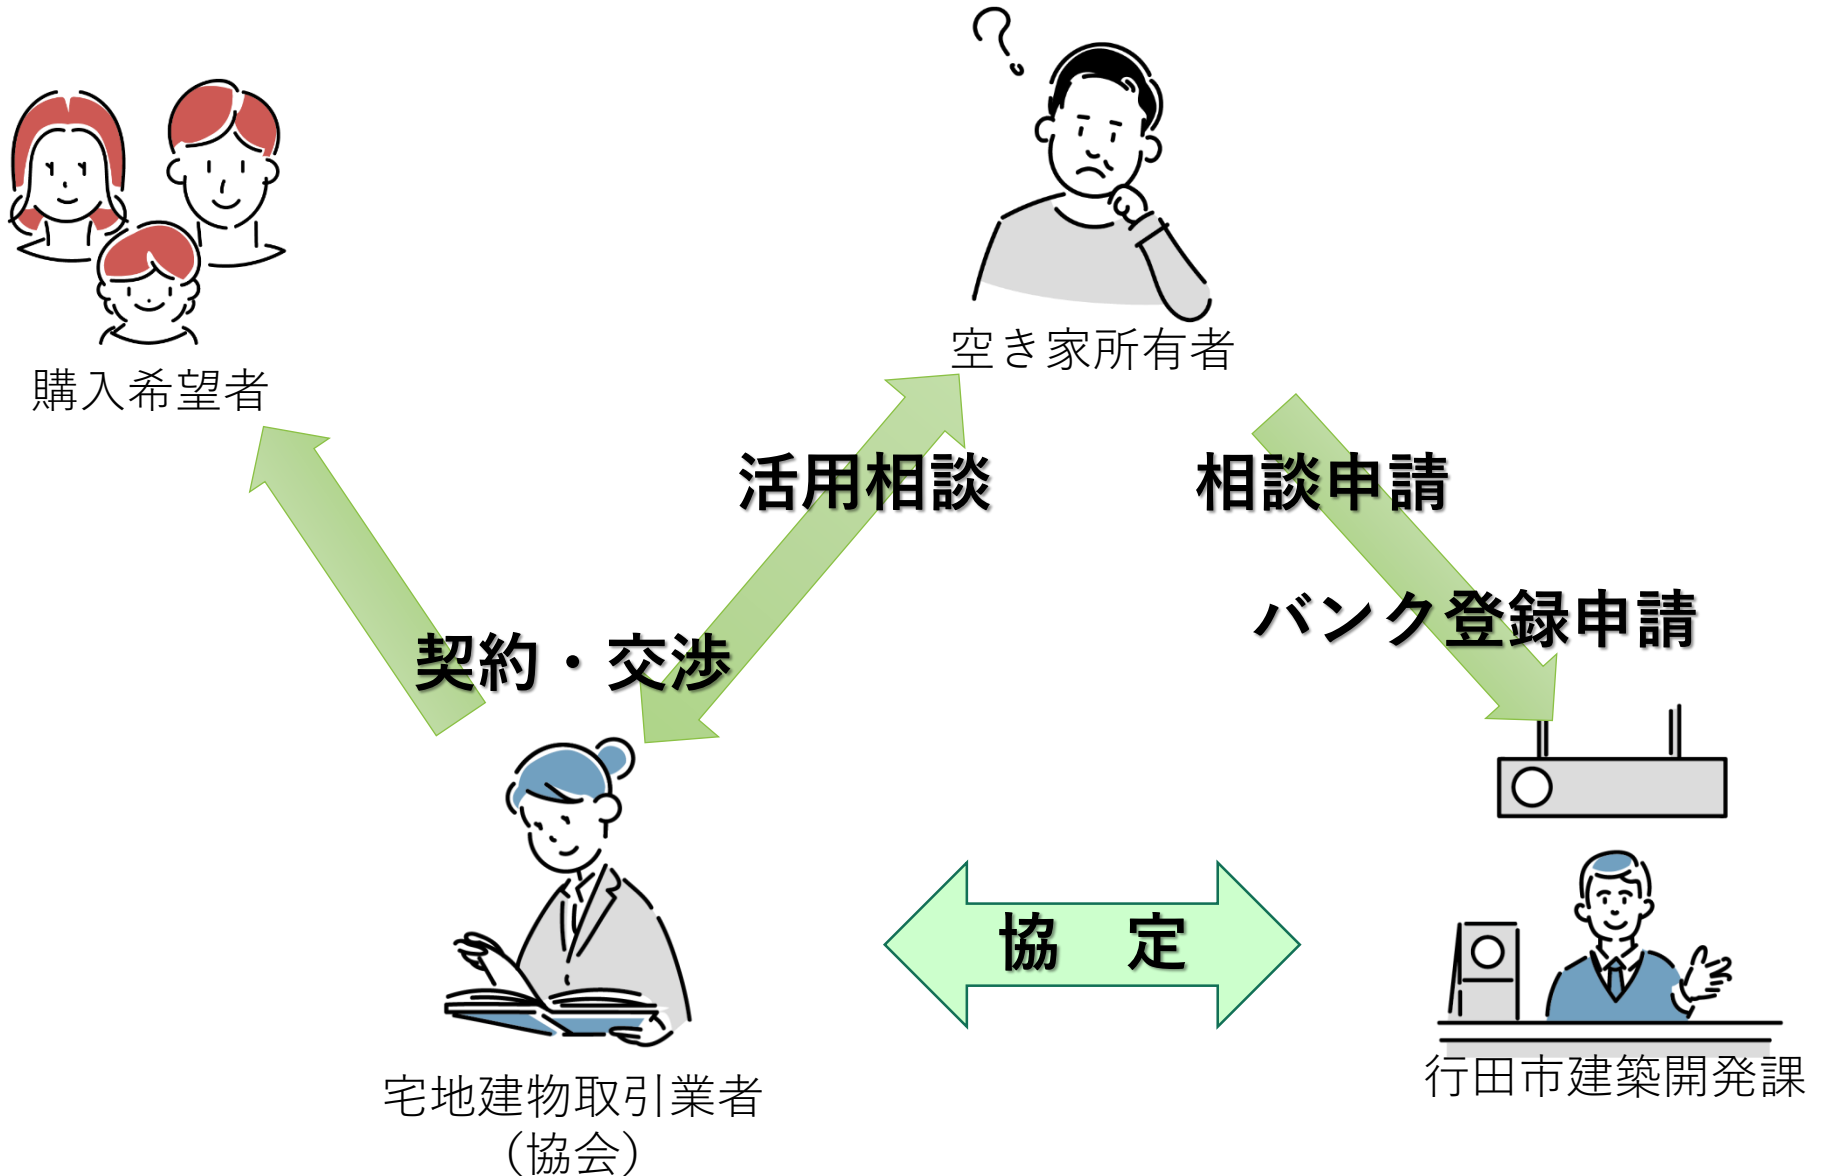 空き家所有者
購入希望者
活用相談
相談申請
バンク登録申請
契約・交渉
協　定
行田市建築開発課
宅地建物取引業者
（協会）